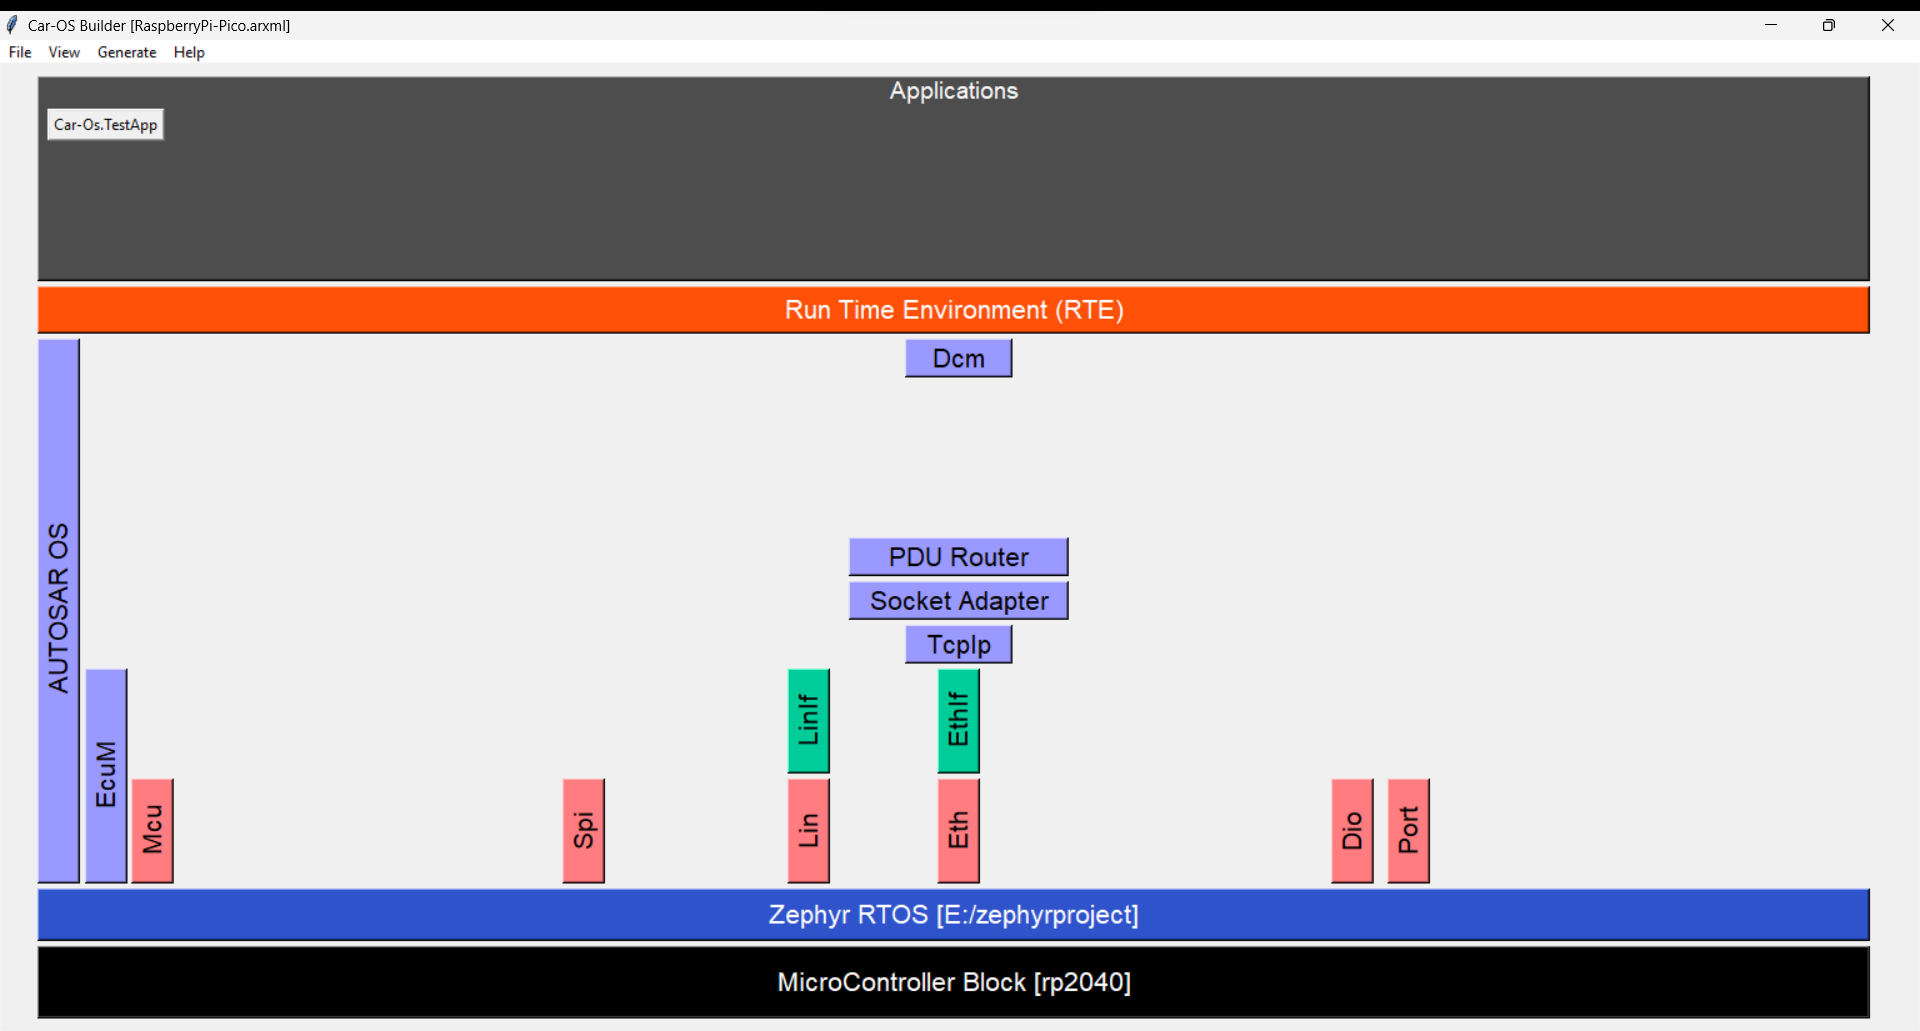 Car-OS Builder [RaspberryPi-Pico.arxml]
File View Generate Help
Applications
Car-Os.TestApp
Run Time Environment (RTE)
Dcm
AUTOSAR OS
PDU Router
Socket Adapter
TcpIp
EcuM
LinIf
EthIf
Mcu
Spi
Lin
Eth
Dio
Port
Zephyr RTOS [E:/zephyrproject]
MicroController Block [rp2040]